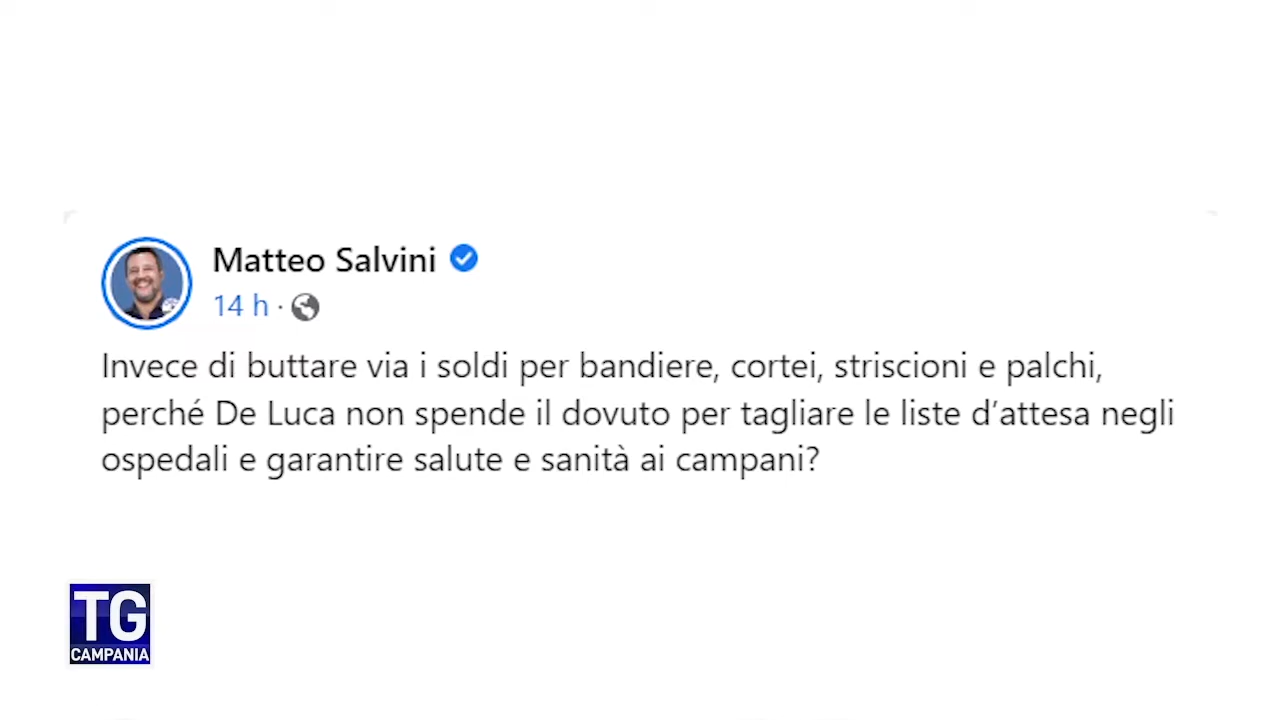 Matteo Salvini
14 h ·
Invece di buttare via i soldi per bandiere, cortei, striscioni e palchi,
perché De Luca non spende il dovuto per tagliare le liste d’attesa negli
ospedali e garantire salute e sanità ai campani?
TG
CAMPANIA